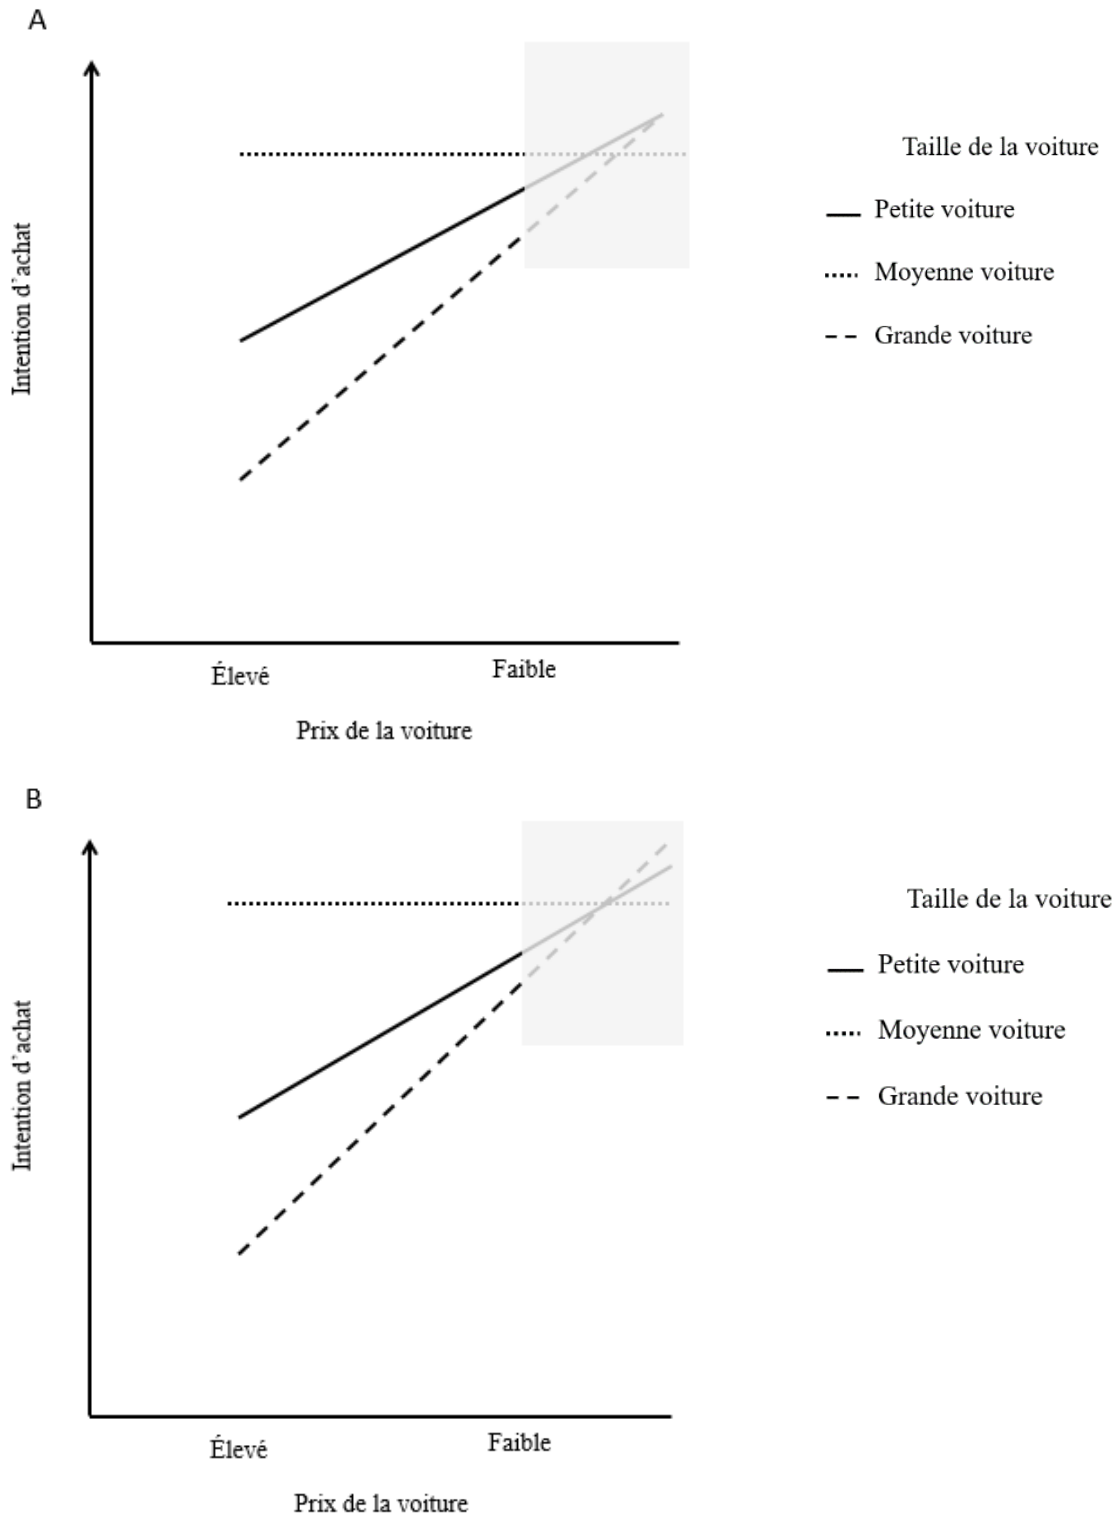 A
Intention d'achat
Taille de la voiture
Petite voiture
Moyenne voiture
Grande voiture
Élevé
Faible
Prix de la voiture
B
Intention d'achat
Taille de la voiture
Petite voiture
Moyenne voiture
Grande voiture
Élevé
Faible
Prix de la voiture